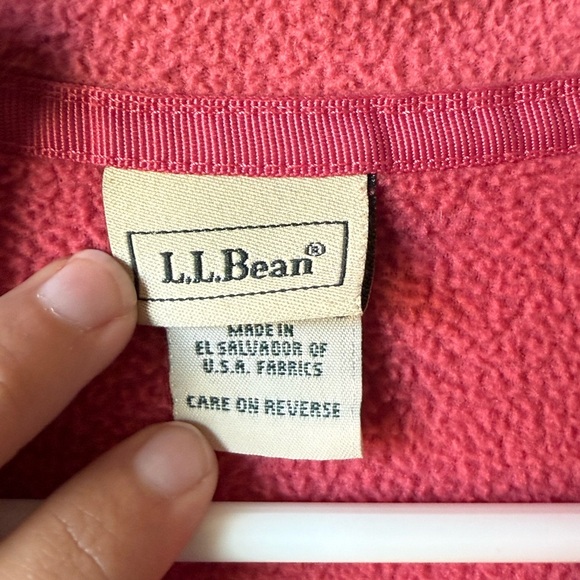 L.L.Bean®
MADE IN
EL SALVADOR OF
U.S.A. FABRICS
CARE ON REVERSE